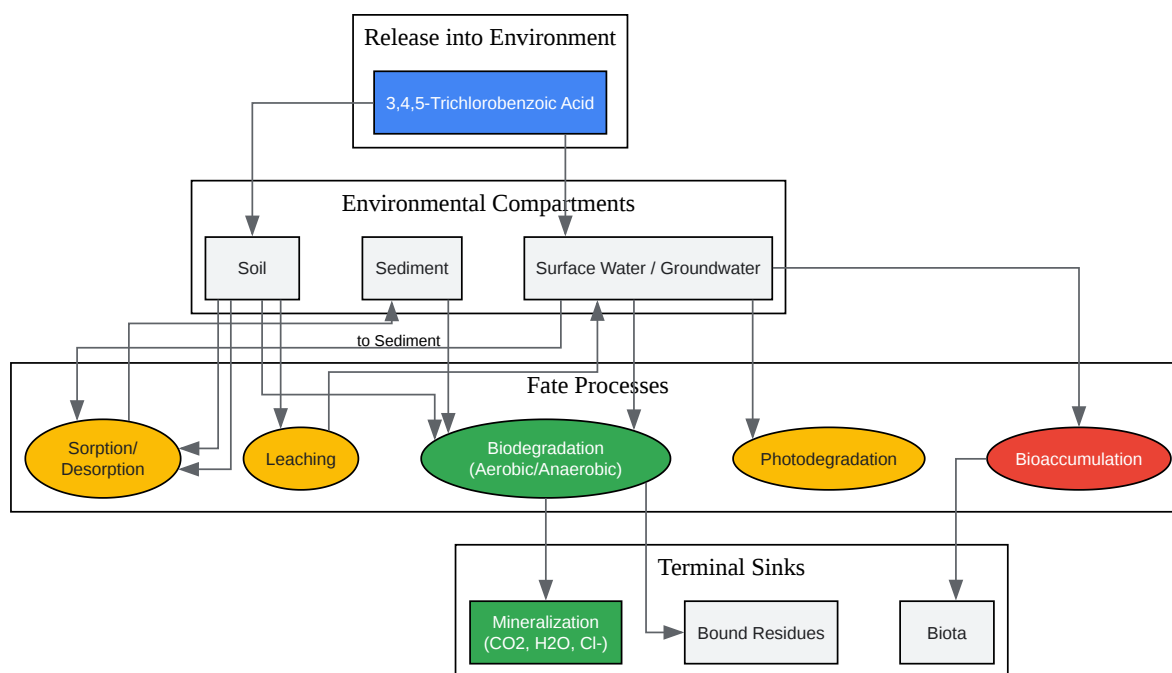 Release into Environment
3,4,5-Trichlorobenzoic Acid
Environmental Compartments
Soil
Sediment
Surface Water / Groundwater
to Sediment
Fate Processes
Sorption/
Desorption
Leaching
Biodegradation
(Aerobic/Anaerobic)
Photodegradation
Bioaccumulation
Terminal Sinks
Mineralization
(CO2, H2O, Cl-)
Bound Residues
Biota